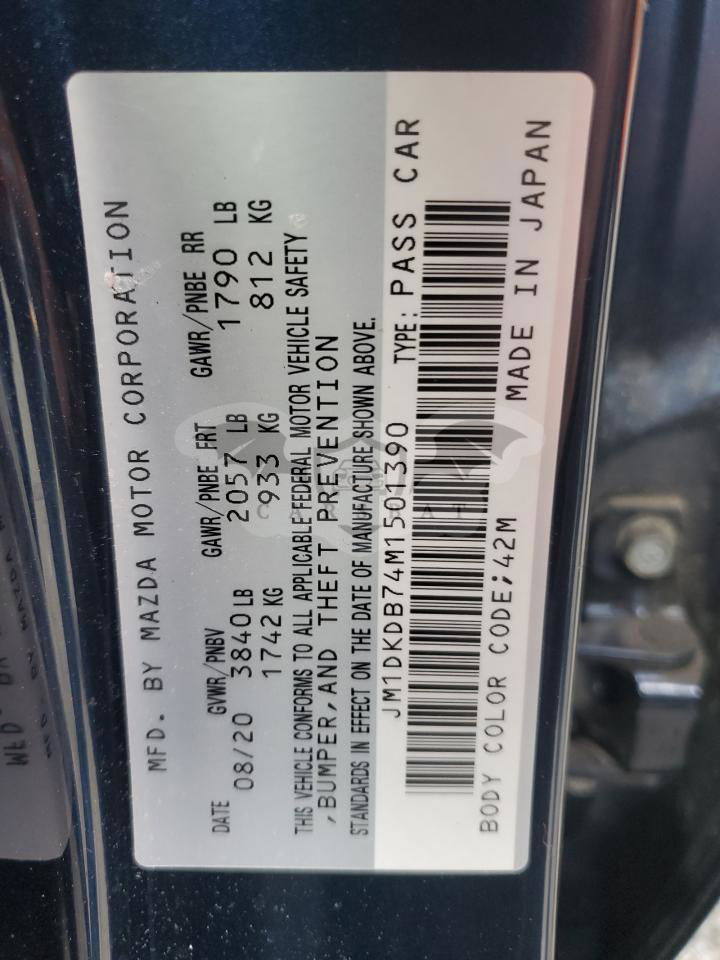 MFD. BY MAZDA MOTOR CORPORATION
DATE GVWR/PNBV GAWR/PNBE FRT GAWR/PNBE RR
08/20 3840LB 2057 LB 1790 LB
1742KG 933 KG 812 KG
THIS VEHICLE CONFORMS TO ALL APPLICABLE FEDERAL MOTOR VEHICLE SAFETY
,BUMPER,AND THEFT PREVENTION
STANDARDS IN EFFECT ON THE DATE OF MANUFACTURE SHOWN ABOVE.
JM1DKDB74M1501390 TYPE: PASS CAR
BODY COLOR CODE;42M MADE IN JAPAN